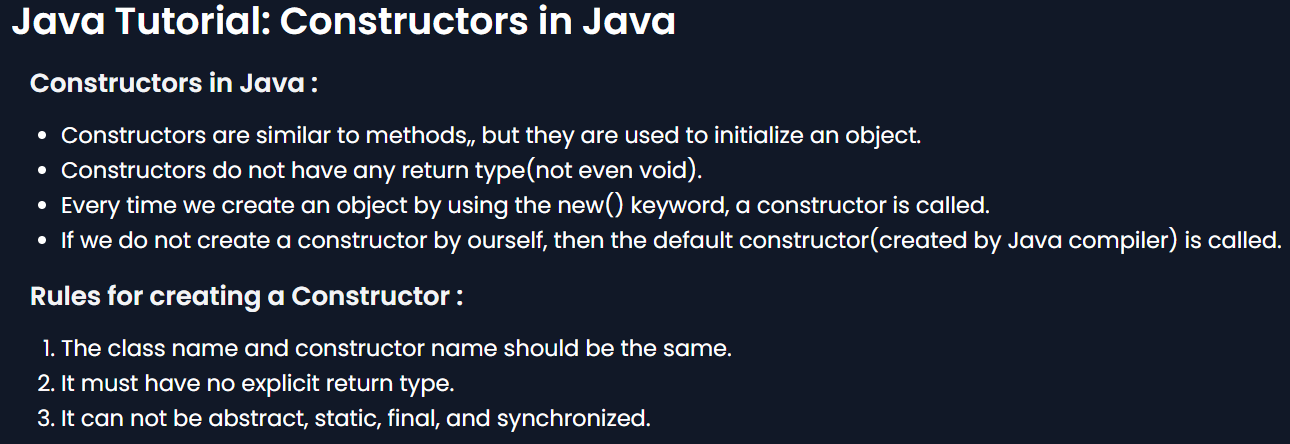 Java Tutorial: Constructors in Java
Constructors in Java :
• Constructors are similar to methods,, but they are used to initialize an object.
• Constructors do not have any return type(not even void).
• Every time we create an object by using the new() keyword, a constructor is called.
• If we do not create a constructor by ourself, then the default constructor(created by Java compiler) is called.
Rules for creating a Constructor :
1. The class name and constructor name should be the same.
2. It must have no explicit return type.
3. It can not be abstract, static, final, and synchronized.